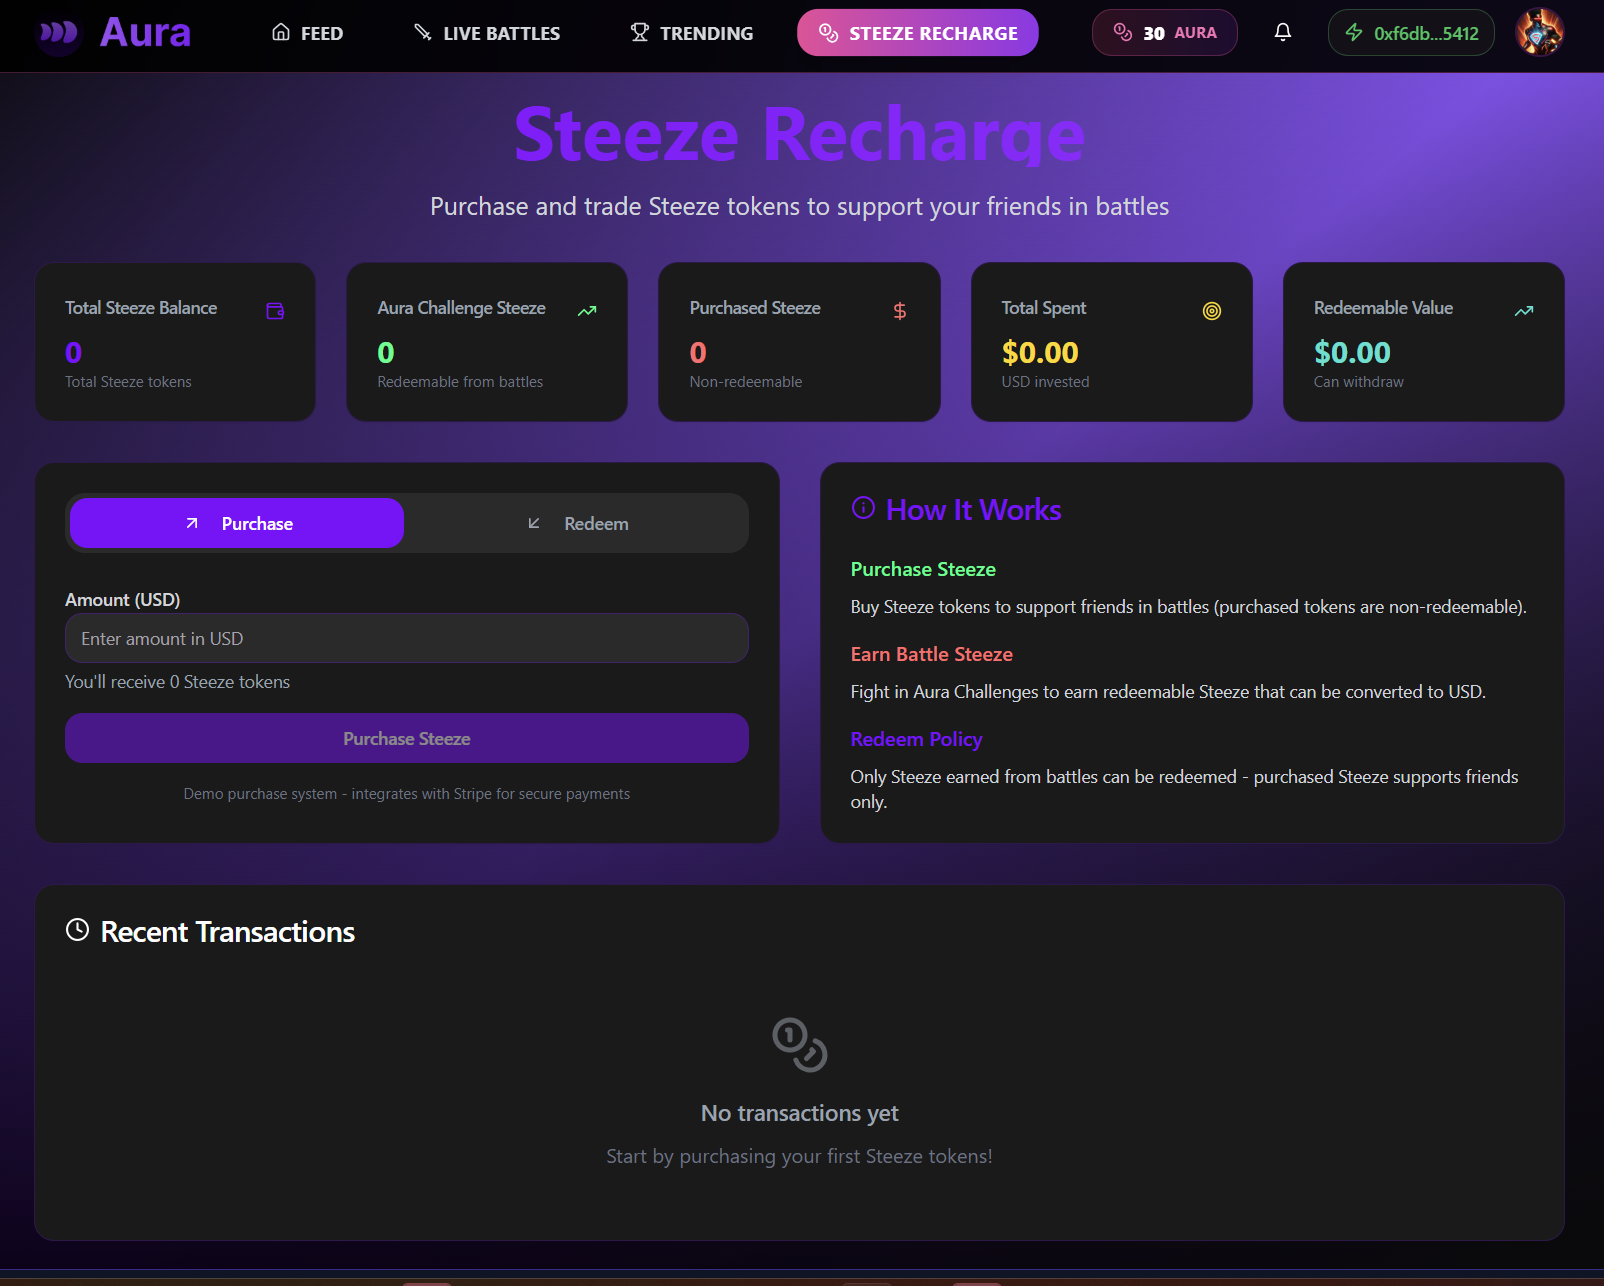 Aura
FEED
LIVE BATTLES
TRENDING
STEEZE RECHARGE
30 AURA
0xf6db...5412
Steeze Recharge
Purchase and trade Steeze tokens to support your friends in battles
Total Steeze Balance
0
Total Steeze tokens
Aura Challenge Steeze
0
Redeemable from battles
Purchased Steeze
0
Non-redeemable
Total Spent
$0.00
USD invested
Redeemable Value
$0.00
Can withdraw
Purchase
Redeem
Amount (USD)
Enter amount in USD
You'll receive 0 Steeze tokens
Purchase Steeze
Demo purchase system - integrates with Stripe for secure payments
How It Works
Purchase Steeze
Buy Steeze tokens to support friends in battles (purchased tokens are non-redeemable).
Earn Battle Steeze
Fight in Aura Challenges to earn redeemable Steeze that can be converted to USD.
Redeem Policy
Only Steeze earned from battles can be redeemed - purchased Steeze supports friends
only.
Recent Transactions
No transactions yet
Start by purchasing your first Steeze tokens!